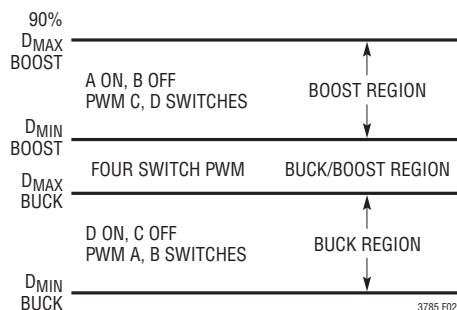 90%
DMAX
BOOST
A ON, B OFF
PWM C, D SWITCHES
BOOST REGION
DMIN
BOOST
FOUR SWITCH PWM
BUCK/BOOST REGION
DMAX
BUCK
D ON, C OFF
PWM A, B SWITCHES
BUCK REGION
DMIN
BUCK
3785 F02